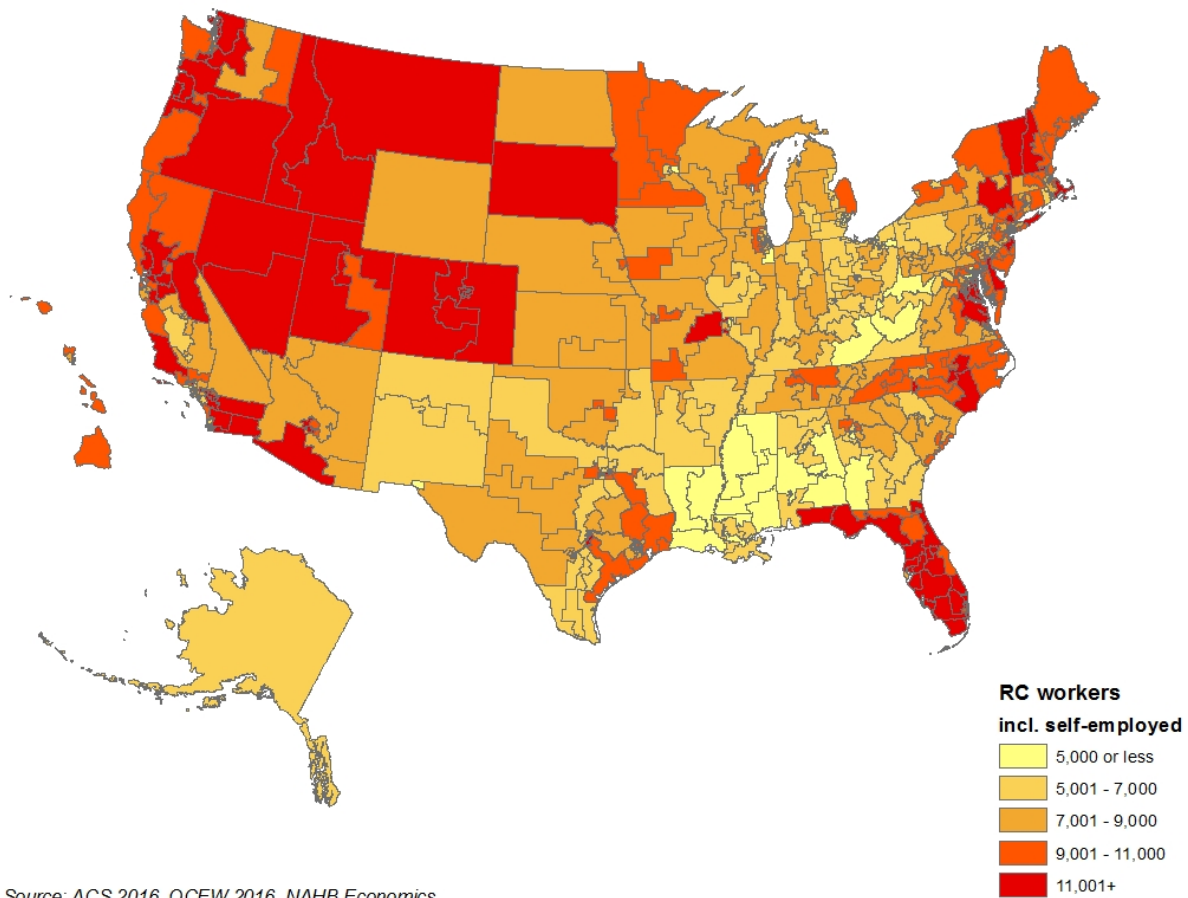 RC workers
incl. self-employed
5,000 or less
5,001 - 7,000
7,001 - 9,000
9,001 - 11,000
11,001+
Source: ACS 2016, QCEW 2016, NAHB Economics